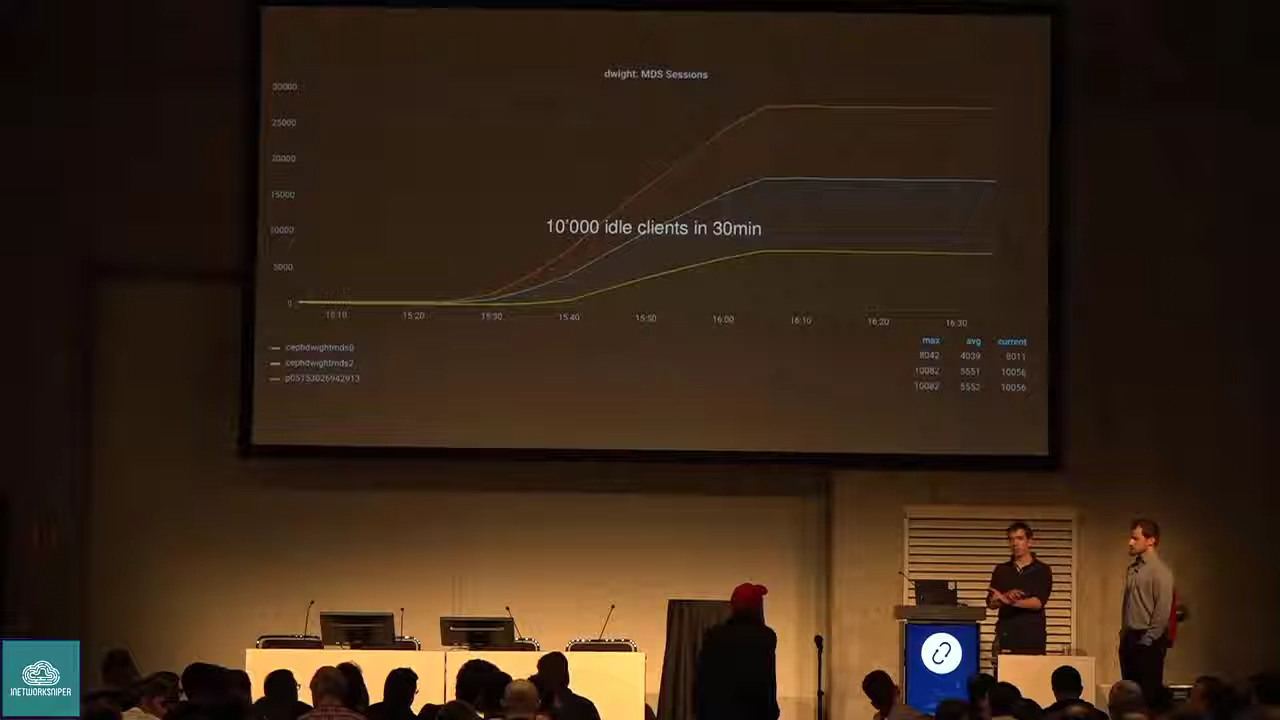 dwight: MDS Sessions
30000
25000
20000
15000
10000
5000
0
10'000 idle clients in 30min
15:10 15:20 15:30 15:40 15:50 16:00 16:10 16:20 16:30
cephdwightmds0
cephdwightmds2
p05153026942913
max avg current
8042 4039 8011
10082 5551 10056
10082 5552 10056
INETWORKSNIPER